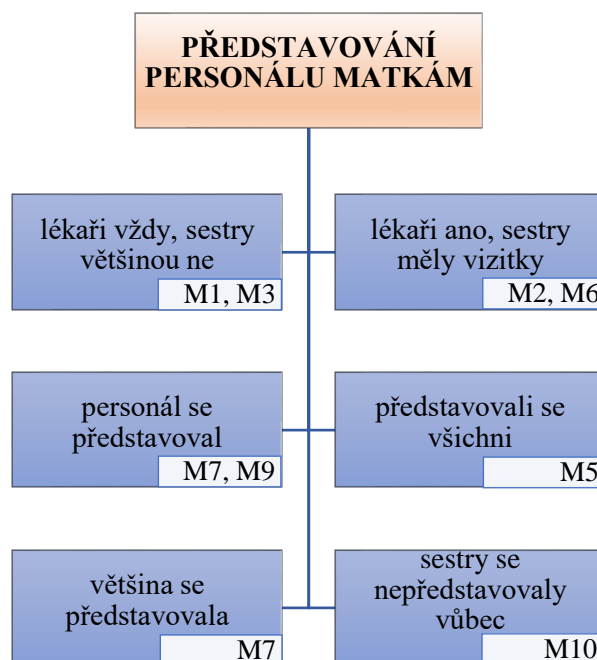 PŘEDSTAVOVÁNÍ
PERSONÁLU MATKÁM
lékaři vždy, sestry
většinou ne
M1, M3
lékaři ano, sestry
měly vizitky
M2, M6
personál se
představoval
M7, M9
představovali se
všichni
M5
většina se
představovala
M7
sestry se
nepředstavovaly
vůbec
M10